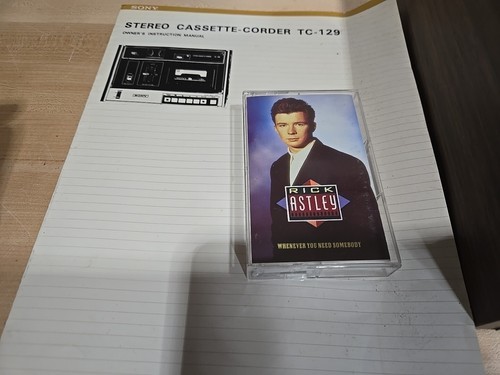 SONY
STEREO CASSETTE-CORDER TC-129
OWNER'S INSTRUCTION MANUAL
RICK
ASTLEY
WHENEVER YOU NEED SOMEBODY